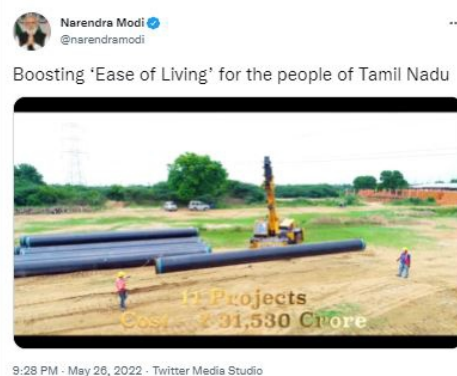 Narendra Modi
@narendramodi
Boosting ‘Ease of Living’ for the people of Tamil Nadu
11 Projects
Cost ₹ 31,530 Crore
9:28 PM · May 26, 2022 · Twitter Media Studio